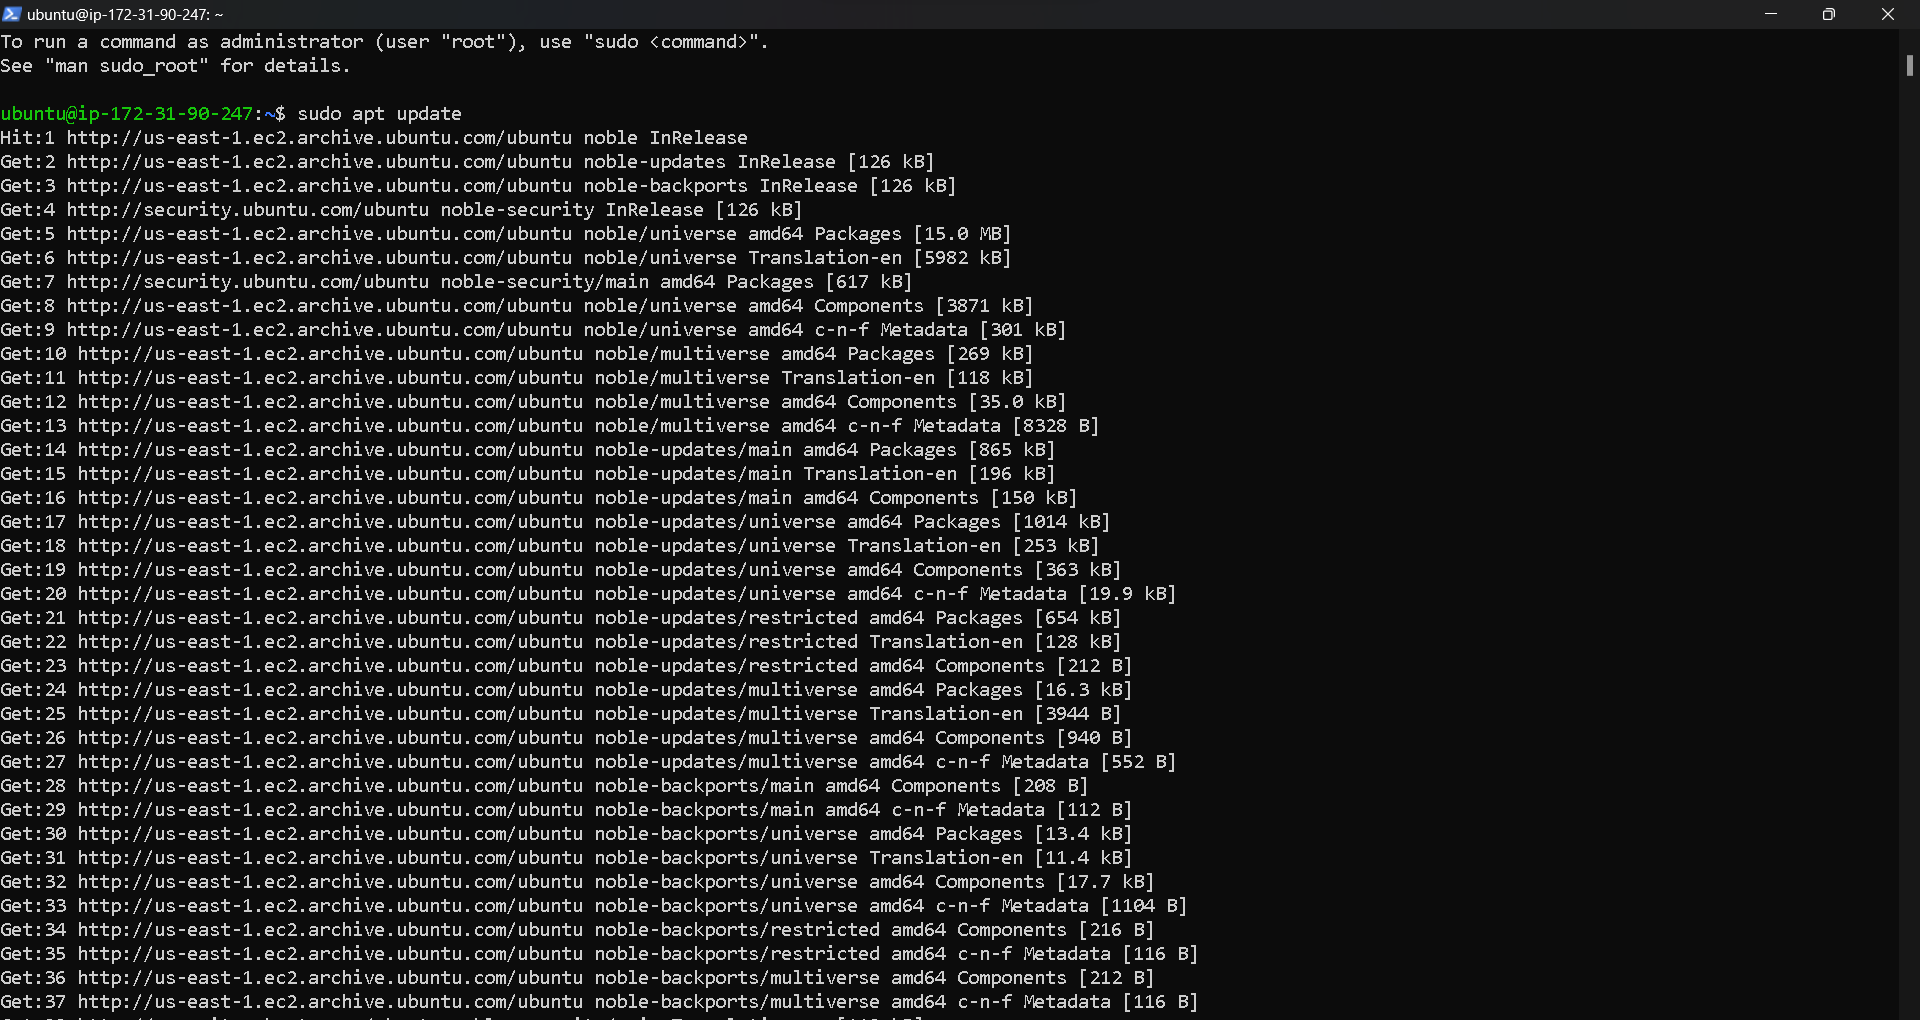 ubuntu@ip-172-31-90-247: ~
To run a command as administrator (user "root"), use "sudo <command>".
See "man sudo_root" for details.
ubuntu@ip-172-31-90-247:~$ sudo apt update
Hit:1 http://us-east-1.ec2.archive.ubuntu.com/ubuntu noble InRelease
Get:2 http://us-east-1.ec2.archive.ubuntu.com/ubuntu noble-updates InRelease [126 kB]
Get:3 http://us-east-1.ec2.archive.ubuntu.com/ubuntu noble-backports InRelease [126 kB]
Get:4 http://security.ubuntu.com/ubuntu noble-security InRelease [126 kB]
Get:5 http://us-east-1.ec2.archive.ubuntu.com/ubuntu noble/universe amd64 Packages [15.0 MB]
Get:6 http://us-east-1.ec2.archive.ubuntu.com/ubuntu noble/universe Translation-en [5982 kB]
Get:7 http://security.ubuntu.com/ubuntu noble-security/main amd64 Packages [617 kB]
Get:8 http://us-east-1.ec2.archive.ubuntu.com/ubuntu noble/universe amd64 Components [3871 kB]
Get:9 http://us-east-1.ec2.archive.ubuntu.com/ubuntu noble/universe amd64 c-n-f Metadata [301 kB]
Get:10 http://us-east-1.ec2.archive.ubuntu.com/ubuntu noble/multiverse amd64 Packages [269 kB]
Get:11 http://us-east-1.ec2.archive.ubuntu.com/ubuntu noble/multiverse Translation-en [118 kB]
Get:12 http://us-east-1.ec2.archive.ubuntu.com/ubuntu noble/multiverse amd64 Components [35.0 kB]
Get:13 http://us-east-1.ec2.archive.ubuntu.com/ubuntu noble/multiverse amd64 c-n-f Metadata [8328 B]
Get:14 http://us-east-1.ec2.archive.ubuntu.com/ubuntu noble-updates/main amd64 Packages [865 kB]
Get:15 http://us-east-1.ec2.archive.ubuntu.com/ubuntu noble-updates/main Translation-en [196 kB]
Get:16 http://us-east-1.ec2.archive.ubuntu.com/ubuntu noble-updates/main amd64 Components [150 kB]
Get:17 http://us-east-1.ec2.archive.ubuntu.com/ubuntu noble-updates/universe amd64 Packages [1014 kB]
Get:18 http://us-east-1.ec2.archive.ubuntu.com/ubuntu noble-updates/universe Translation-en [253 kB]
Get:19 http://us-east-1.ec2.archive.ubuntu.com/ubuntu noble-updates/universe amd64 Components [363 kB]
Get:20 http://us-east-1.ec2.archive.ubuntu.com/ubuntu noble-updates/universe amd64 c-n-f Metadata [19.9 kB]
Get:21 http://us-east-1.ec2.archive.ubuntu.com/ubuntu noble-updates/restricted amd64 Packages [654 kB]
Get:22 http://us-east-1.ec2.archive.ubuntu.com/ubuntu noble-updates/restricted Translation-en [128 kB]
Get:23 http://us-east-1.ec2.archive.ubuntu.com/ubuntu noble-updates/restricted amd64 Components [212 B]
Get:24 http://us-east-1.ec2.archive.ubuntu.com/ubuntu noble-updates/multiverse amd64 Packages [16.3 kB]
Get:25 http://us-east-1.ec2.archive.ubuntu.com/ubuntu noble-updates/multiverse Translation-en [3944 B]
Get:26 http://us-east-1.ec2.archive.ubuntu.com/ubuntu noble-updates/multiverse amd64 Components [940 B]
Get:27 http://us-east-1.ec2.archive.ubuntu.com/ubuntu noble-updates/multiverse amd64 c-n-f Metadata [552 B]
Get:28 http://us-east-1.ec2.archive.ubuntu.com/ubuntu noble-backports/main amd64 Components [208 B]
Get:29 http://us-east-1.ec2.archive.ubuntu.com/ubuntu noble-backports/main amd64 c-n-f Metadata [112 B]
Get:30 http://us-east-1.ec2.archive.ubuntu.com/ubuntu noble-backports/universe amd64 Packages [13.4 kB]
Get:31 http://us-east-1.ec2.archive.ubuntu.com/ubuntu noble-backports/universe Translation-en [11.4 kB]
Get:32 http://us-east-1.ec2.archive.ubuntu.com/ubuntu noble-backports/universe amd64 Components [17.7 kB]
Get:33 http://us-east-1.ec2.archive.ubuntu.com/ubuntu noble-backports/universe amd64 c-n-f Metadata [1104 B]
Get:34 http://us-east-1.ec2.archive.ubuntu.com/ubuntu noble-backports/restricted amd64 Components [216 B]
Get:35 http://us-east-1.ec2.archive.ubuntu.com/ubuntu noble-backports/restricted amd64 c-n-f Metadata [116 B]
Get:36 http://us-east-1.ec2.archive.ubuntu.com/ubuntu noble-backports/multiverse amd64 Components [212 B]
Get:37 http://us-east-1.ec2.archive.ubuntu.com/ubuntu noble-backports/multiverse amd64 c-n-f Metadata [116 B]